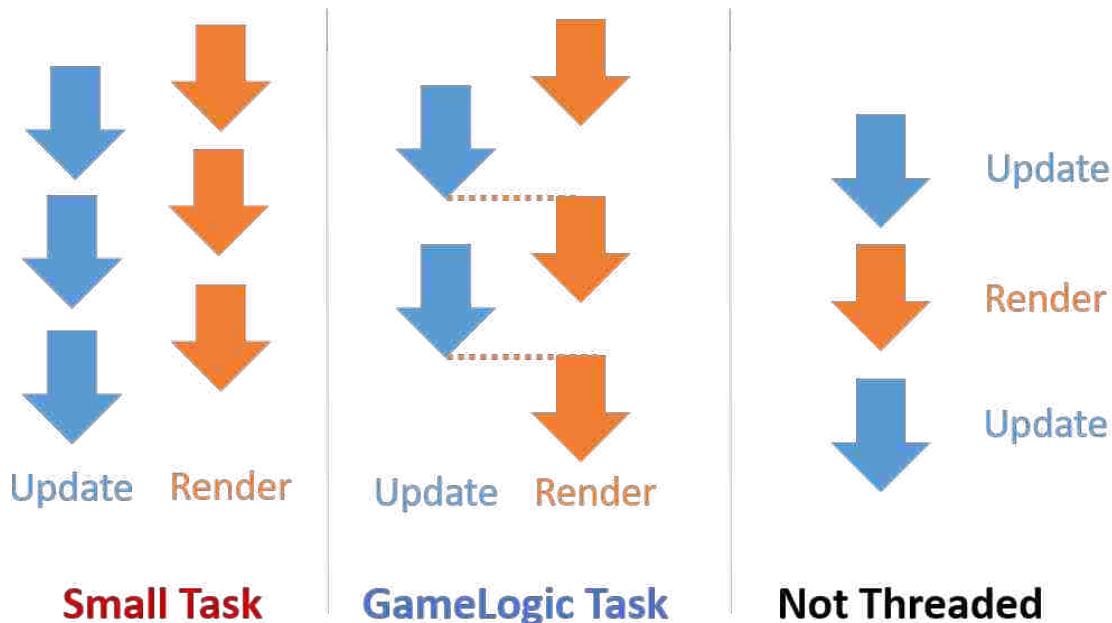 Update
Render
Update
Update Render
Update Render
Small Task
GameLogic Task
Not Threaded